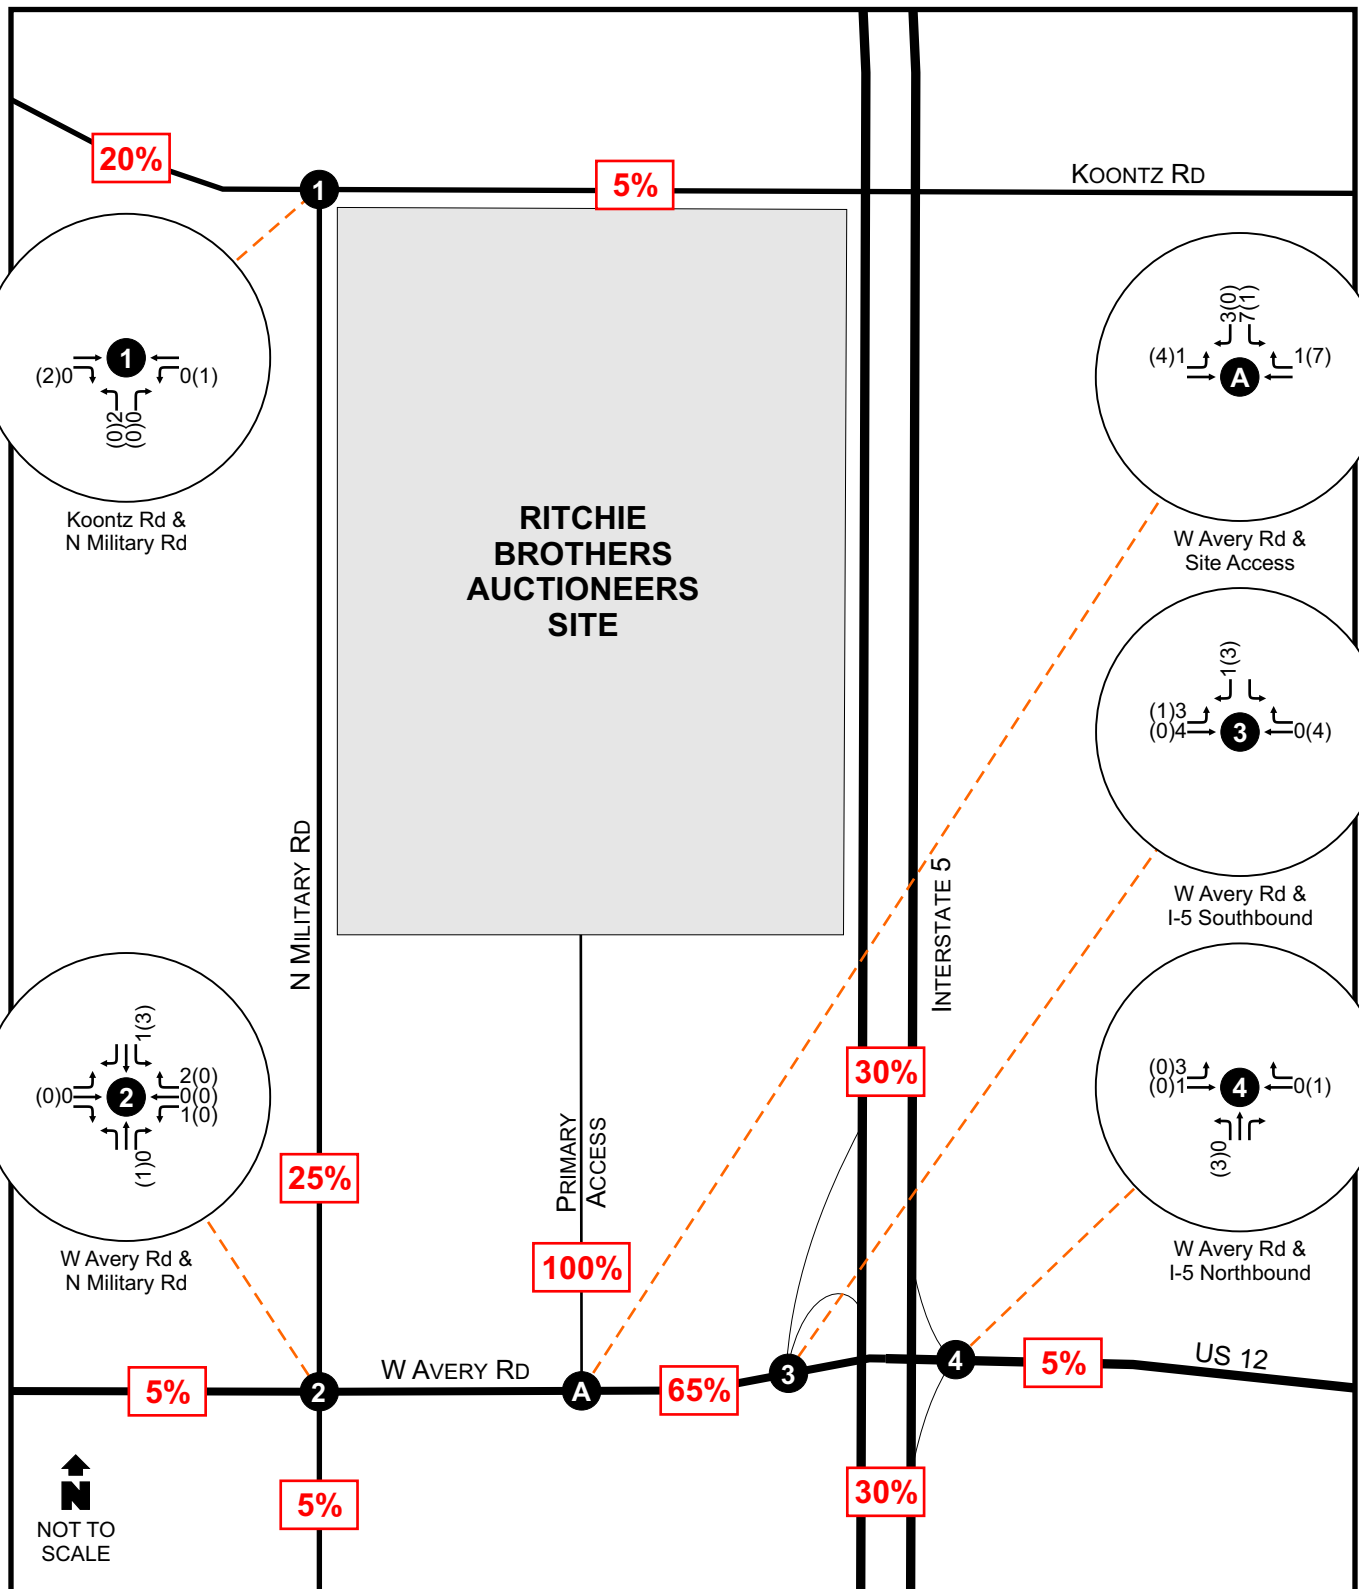 20%
1
5%
KOONTZ RD
1
(2)0
0(1)
(0)2
(0)0
Koontz Rd &
N Military Rd
3(0)
7(1)
(4)1
1(7)
A
W Avery Rd &
Site Access
RITCHIE
BROTHERS
AUCTIONEERS
SITE
1(3)
(1)3
(0)4
3
0(4)
W Avery Rd &
I-5 Southbound
N MILITARY RD
INTERSTATE 5
1(3)
(0)0
2
2(0)
0(0)
1(0)
(1)0
W Avery Rd &
N Military Rd
30%
(0)3
(0)1
4
0(1)
(3)0
W Avery Rd &
I-5 Northbound
25%
PRIMARY
ACCESS
100%
5%
2
W AVERY RD
A
65%
3
4
5%
US 12
5%
30%
N
NOT TO
SCALE